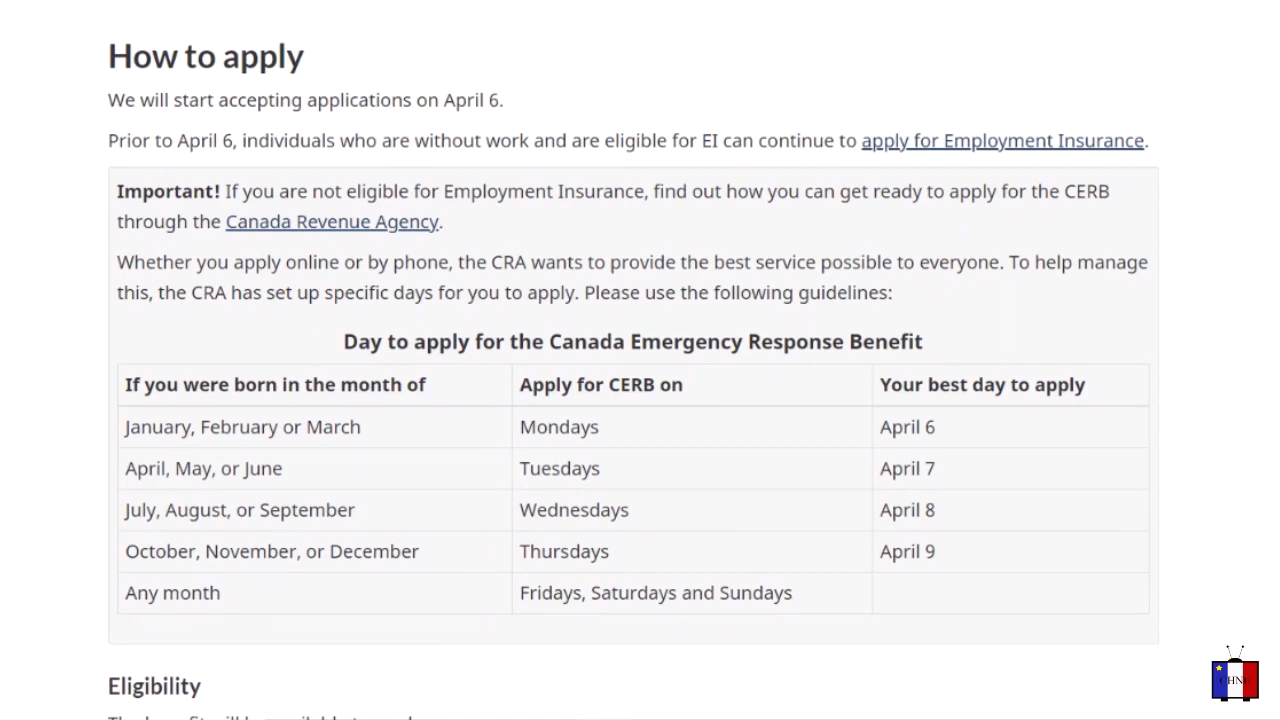 How to apply
We will start accepting applications on April 6.
Prior to April 6, individuals who are without work and are eligible for EI can continue to apply for Employment Insurance.
Important! If you are not eligible for Employment Insurance, find out how you can get ready to apply for the CERB
through the Canada Revenue Agency.
Whether you apply online or by phone, the CRA wants to provide the best service possible to everyone. To help manage
this, the CRA has set up specific days for you to apply. Please use the following guidelines:
Day to apply for the Canada Emergency Response Benefit
If you were born in the month of Apply for CERB on Your best day to apply
January, February or March Mondays April 6
April, May, or June Tuesdays April 7
July, August, or September Wednesdays April 8
October, November, or December Thursdays April 9
Any month Fridays, Saturdays and Sundays
Eligibility